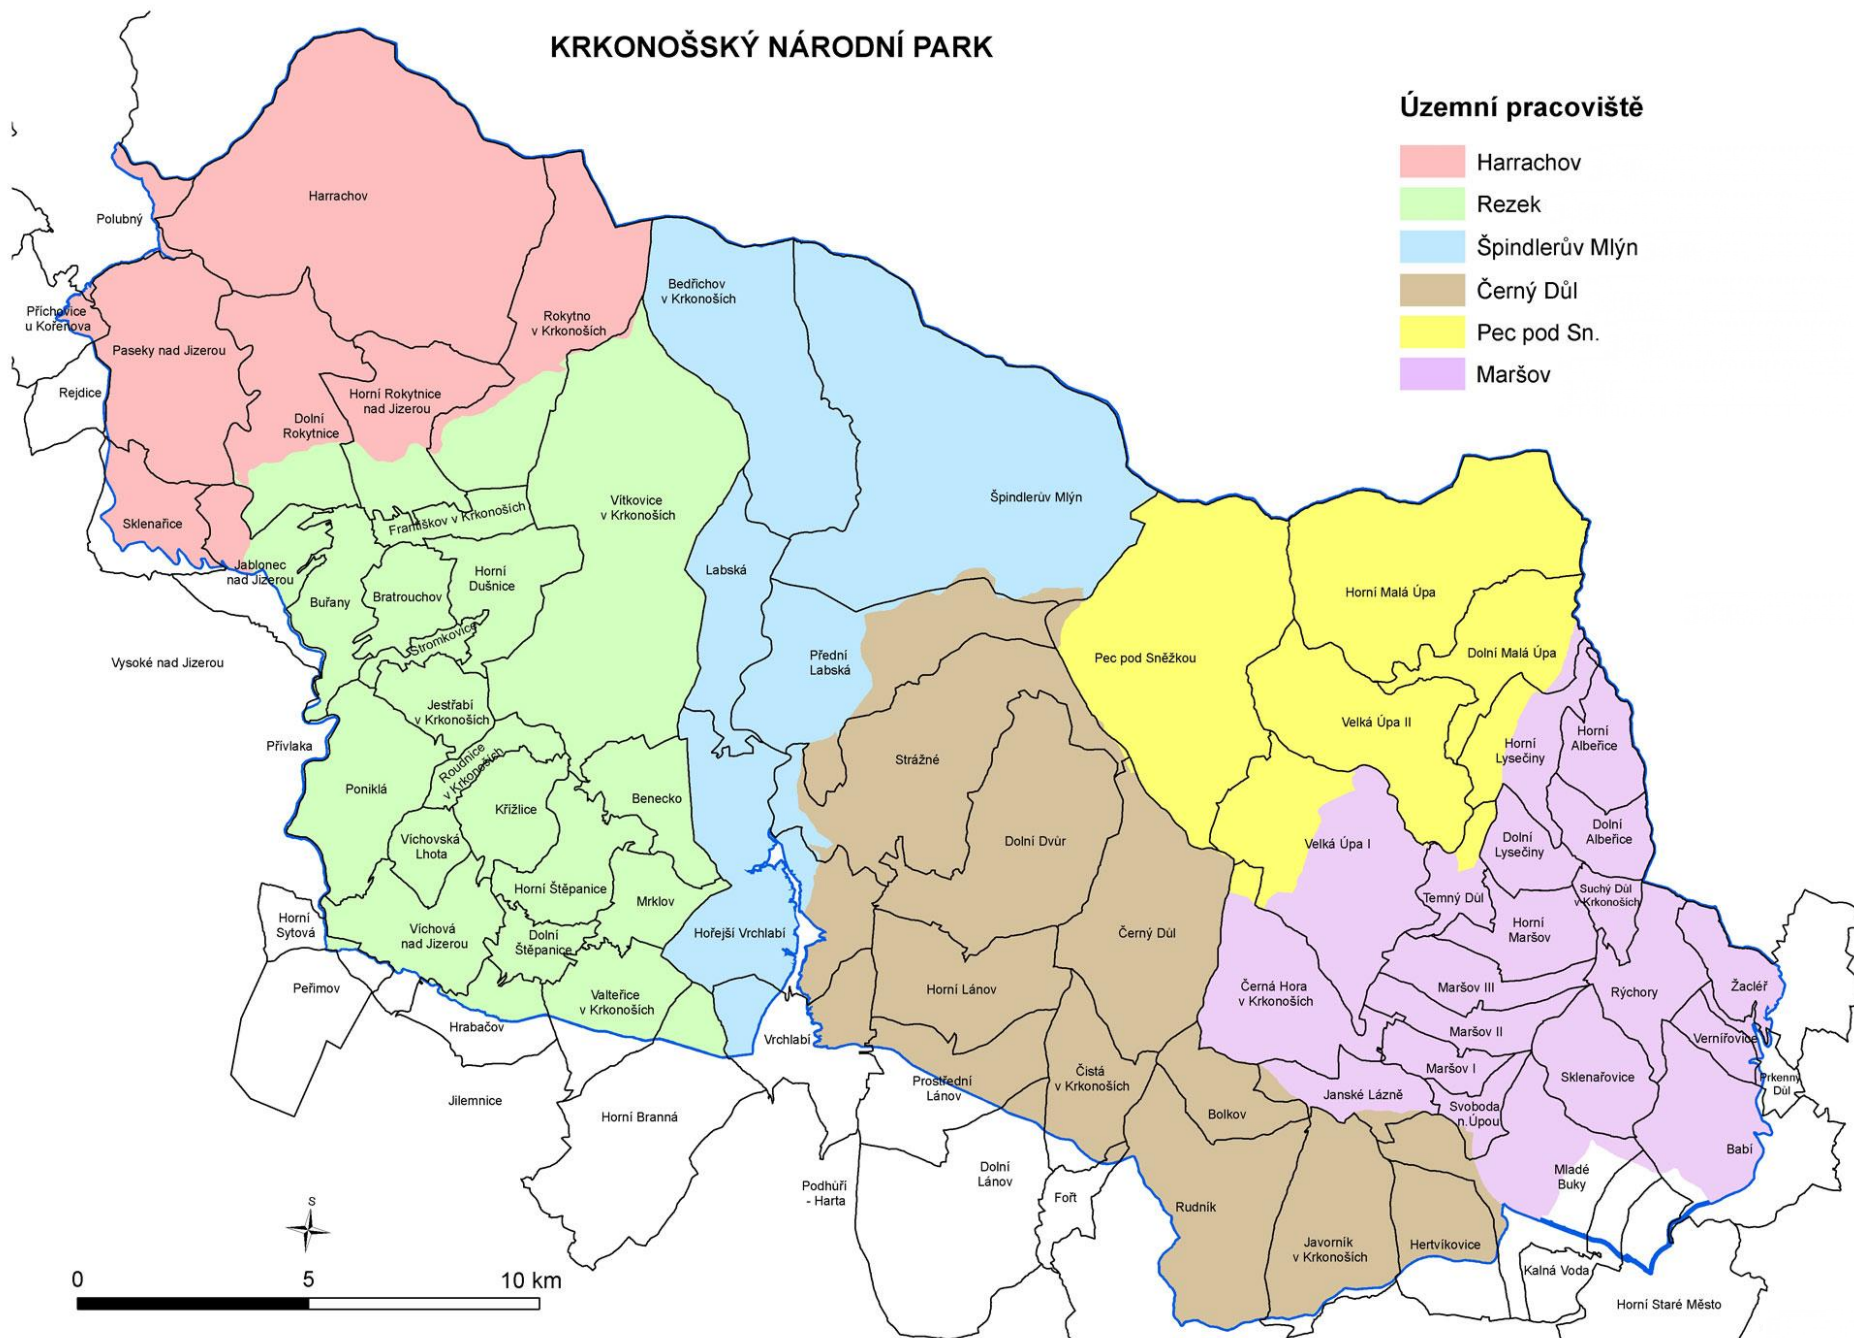 KRKONOŠSKÝ NÁRODNÍ PARK
Územní pracoviště
Harrachov
Rezek
Špindlerův Mlýn
Černý Důl
Pec pod Sn.
Maršov
Harrachov
Polubný
Bedřichov
v Krkonoších
Příchovice
u Kořenova
Rokytno
v Krkonoších
Paseky nad Jizerou
Rejdice
Horní Rokytnice
nad Jizerou
Dolní
Rokytnice
Sklenařice
Vítkovice
v Krkonoších
Špindlerův Mlýn
Františkov v Krkonoších
Jablonec
nad Jizerou
Buřany
Bratrouchov
Horní
Dušnice
Labská
Horní Malá Úpa
Stromkovice
Vysoké nad Jizerou
Přední
Labská
Pec pod Sněžkou
Dolní Malá Úpa
Jestřabí
v Krkonoších
Velká Úpa II
Přívlaka
Roudnice
v Krkonoších
Strážné
Horní
Lysečiny
Horní
Albeřice
Poniklá
Křížlice
Benecko
Víchovská
Lhota
Dolní Dvůr
Velká Úpa I
Dolní
Lysečiny
Dolní
Albeřice
Horní Štěpanice
Mrklov
Temný Důl
Suchý Důl
v Krkonoších
Horní
Sytová
Víchová
nad Jizerou
Dolní
Štěpanice
Hořejší Vrchlabí
Černý Důl
Horní
Maršov
Peřimov
Valteřice
v Krkonoších
Horní Lánov
Černá Hora
v Krkonoších
Maršov III
Rýchory
Žacléř
Hrabačov
Vrchlabí
Maršov II
Vernířovice
Čistá
v Krkonoších
Maršov I
Sklenařovice
Prkenný
Důl
Prostřední
Lánov
Janské Lázně
Jilemnice
Horní Branná
Bolkov
Svoboda
n.Úpou
Babí
Dolní
Lánov
Mladé
Buky
Podhůří
- Harta
Fořt
Rudník
Javorník
v Krkonoších
Hertvíkovice
Kalná Voda
Horní Staré Město
S
0 5 10 km